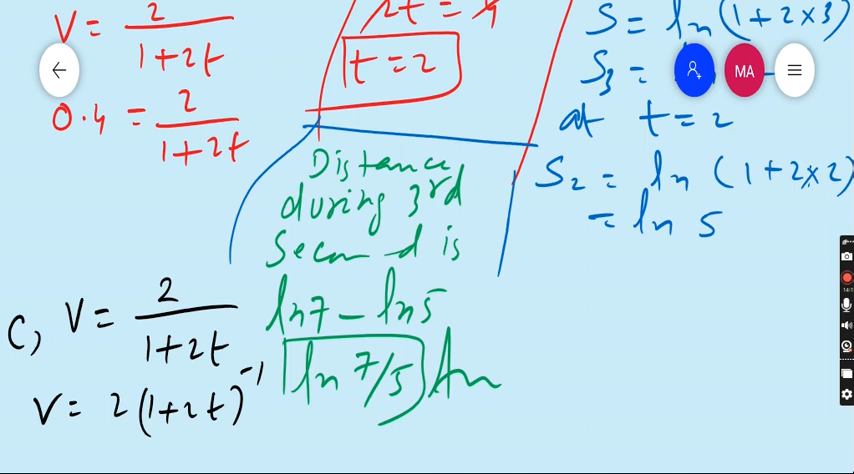 V = 2 / 1+2t
0.4 = 2 / 1+2t
t = 2
S = ln (1+2×3)
S₃ =
at t = 2
S₂ = ln (1+2×2)
= ln 5
Distance
during 3rd
Second is
ln7 – ln5
ln 7/5 An
C, V = 2 / 1+2t
V = 2(1+2t)⁻¹
MA